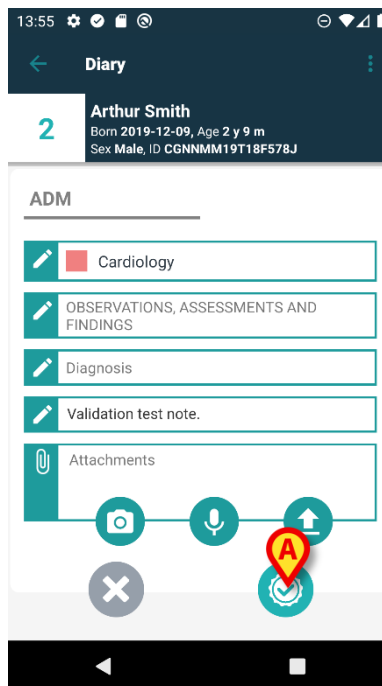 13:55
Diary
2
Arthur Smith
Born 2019-12-09, Age 2 y 9 m
Sex Male, ID CGNNMM19T18F578J
ADM
Cardiology
OBSERVATIONS, ASSESSMENTS AND
FINDINGS
Diagnosis
Validation test note.
Attachments
A